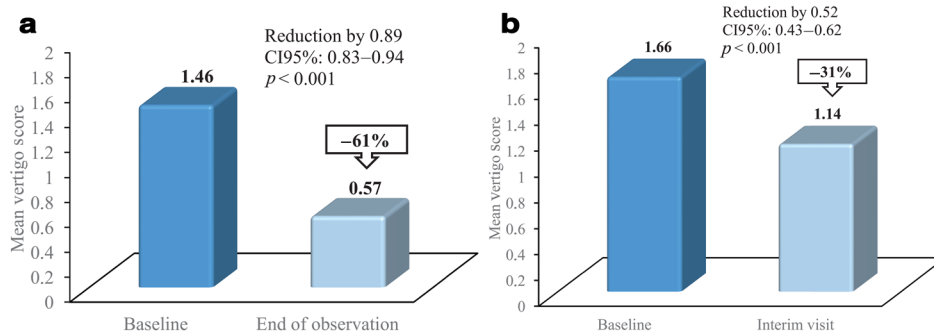 a
Reduction by 0.89
CI95%: 0.83–0.94
p < 0.001
Mean vertigo score
2
1.8
1.6
1.4
1.2
1
0.8
0.6
0.4
0.2
0
1.46
–61%
0.57
Baseline
End of observation
b
Reduction by 0.52
CI95%: 0.43–0.62
p < 0.001
Mean vertigo score
2
1.8
1.6
1.4
1.2
1
0.8
0.6
0.4
0.2
0
1.66
–31%
1.14
Baseline
Interim visit